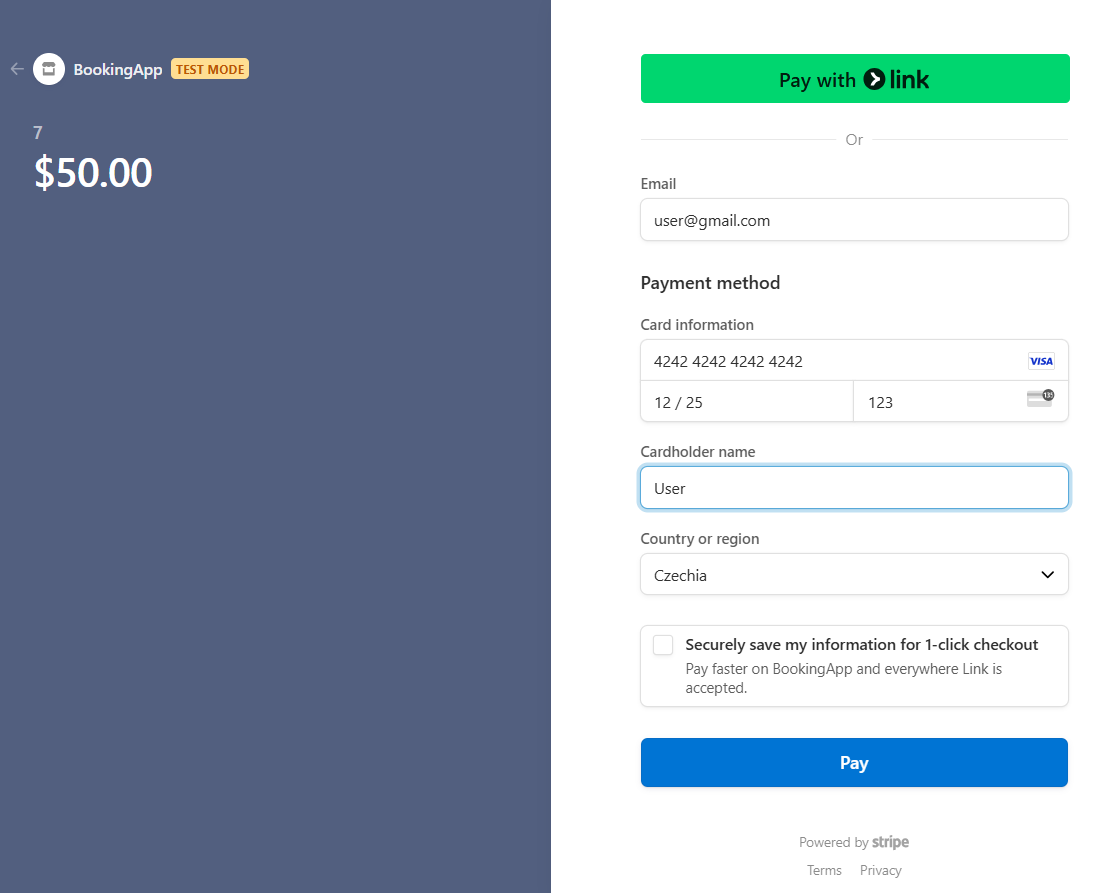 BookingApp TEST MODE
7
$50.00
Pay with link
Or
Email
user@gmail.com
Payment method
Card information
4242 4242 4242 4242 VISA
12 / 25 123
Cardholder name
User
Country or region
Czechia
Securely save my information for 1-click checkout
Pay faster on BookingApp and everywhere Link is
accepted.
Pay
Powered by stripe
Terms Privacy